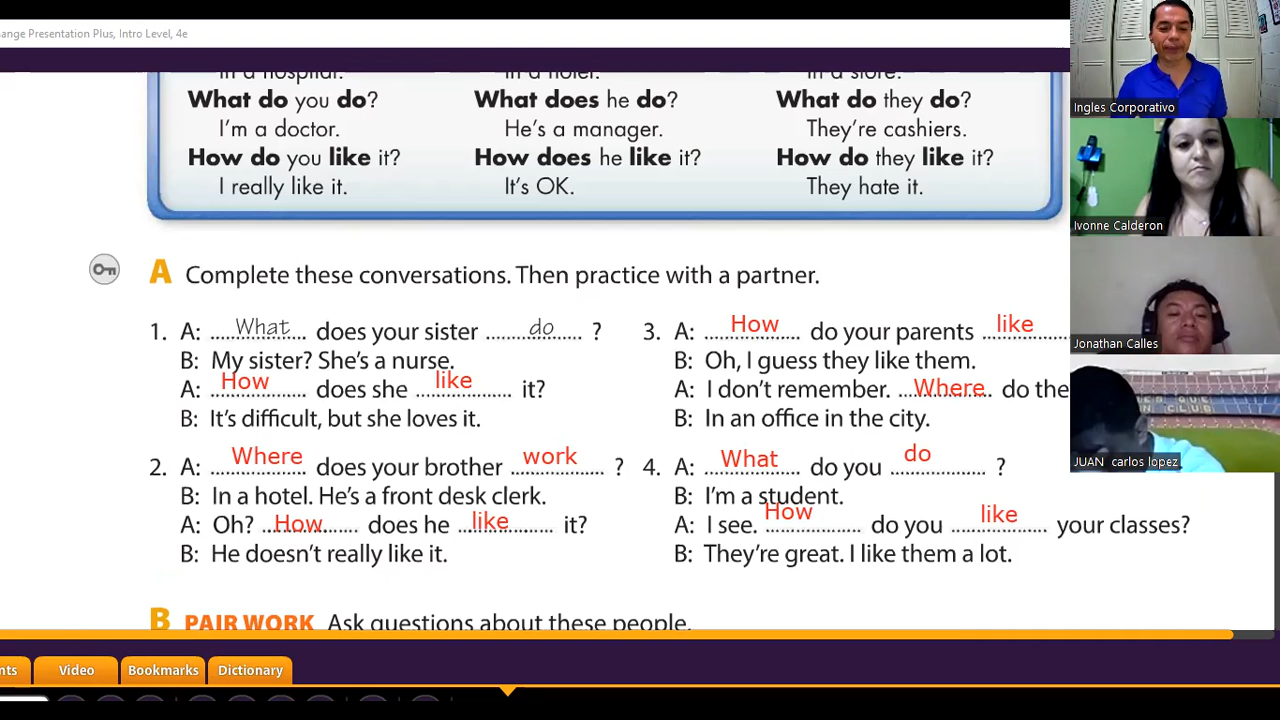 ange Presentation Plus, Intro Level, 4e
In a hospital.
In a hotel.
In a store.
What do you do?
I'm a doctor.
How do you like it?
I really like it.
What does he do?
He's a manager.
How does he like it?
It's OK.
What do they do?
They're cashiers.
How do they like it?
They hate it.
A Complete these conversations. Then practice with a partner.
1. A: What does your sister do ?
B: My sister? She's a nurse.
A: How does she like it?
B: It's difficult, but she loves it.
2. A: Where does your brother work ?
B: In a hotel. He's a front desk clerk.
A: Oh? How does he like it?
B: He doesn't really like it.
3. A: How do your parents like
B: Oh, I guess they like them.
A: I don't remember. Where do the
B: In an office in the city.
4. A: What do you do ?
B: I'm a student.
A: I see. How do you like your classes?
B: They're great. I like them a lot.
B PAIR WORK Ask questions about these people.
nts
Video
Bookmarks
Dictionary
Ingles Corporativo
Ivonne Calderon
Jonathan Calles
JUAN carlos lopez